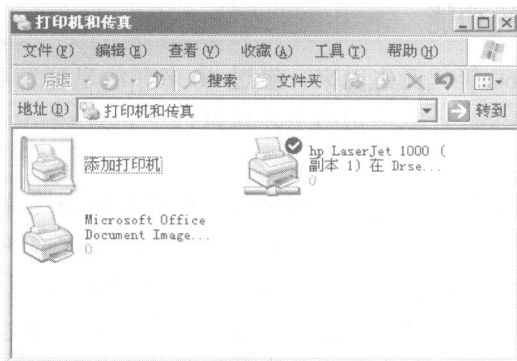 打印机和传真
文件(F) 编辑(E) 查看(V) 收藏(A) 工具(T) 帮助(H)
后退 搜索 文件夹
地址(D) 打印机和传真 转到
添加打印机
hp LaserJet 1000 (
副本 1) 在 Drse...
0
Microsoft Office
Document Image...
0